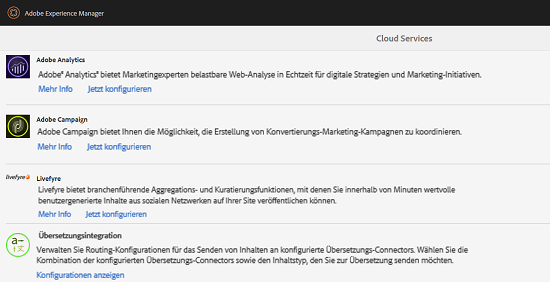 Adobe Experience Manager
Cloud Services
Adobe Analytics
Adobe® Analytics® bietet Marketingexperten belastbare Web-Analyse in Echtzeit für digitale Strategien und Marketing-Initiativen.
Mehr Info Jetzt konfigurieren
Adobe Campaign
Adobe Campaign bietet Ihnen die Möglichkeit, die Erstellung von Konvertierungs-Marketing-Kampagnen zu koordinieren.
Mehr Info Jetzt konfigurieren
livefyre Livefyre
Livefyre bietet branchenführende Aggregations- und Kuratierungsfunktionen, mit denen Sie innerhalb von Minuten wertvolle
benutzergenerierte Inhalte aus sozialen Netzwerken auf Ihrer Site veröffentlichen können.
Mehr Info Jetzt konfigurieren
Übersetzungsintegration
Verwalten Sie Routing-Konfigurationen für das Senden von Inhalten an konfigurierte Übersetzungs-Connectors. Wählen Sie die
Kombination der konfigurierten Übersetzungs-Connectors sowie den Inhaltstyp, den Sie zur Übersetzung senden möchten.
Konfigurationen anzeigen